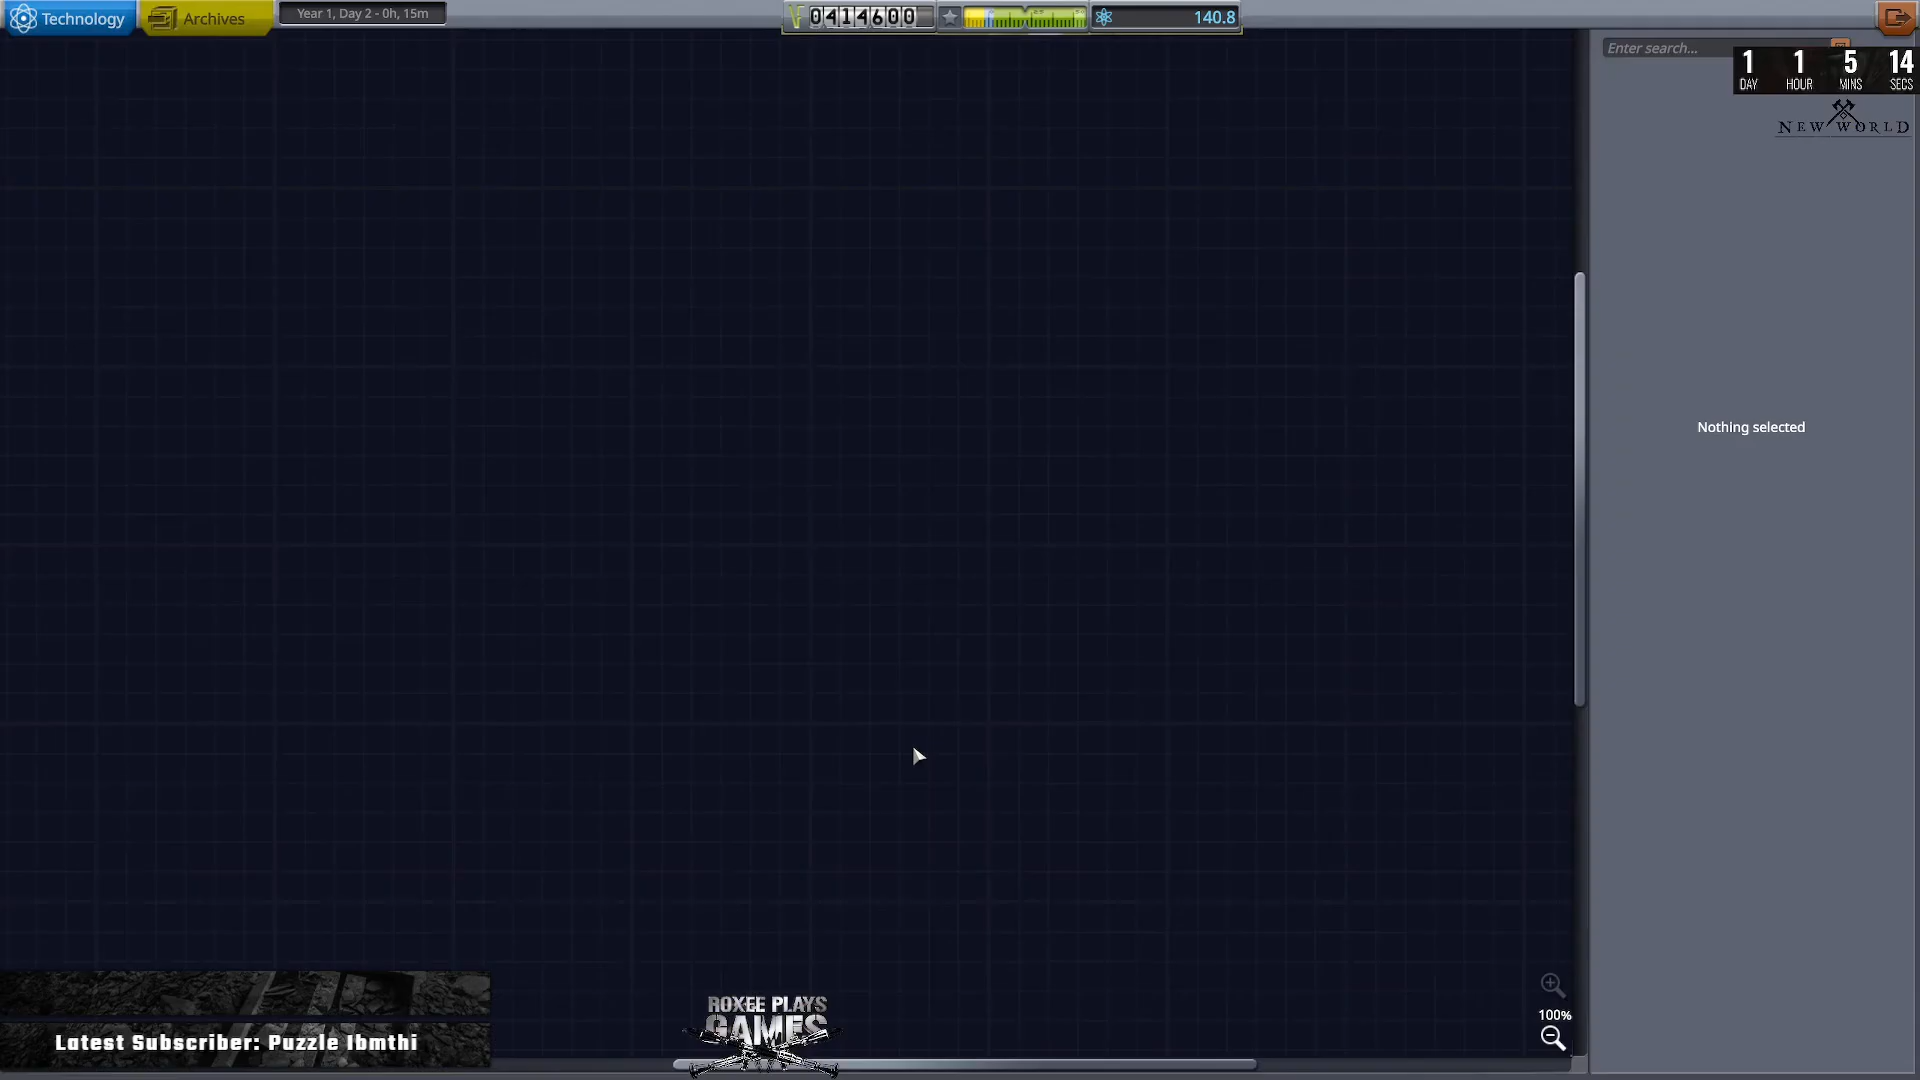 Technology
Archives
Year 1, Day 2 - 0h, 15m
0414600
140.8
Enter search...
1 1 5 14
DAY HOUR MINS SECS
NEW WORLD
Nothing selected
100%
ROXEE PLAYS
GAMES
Latest Subscriber: Puzzle Ibmthi